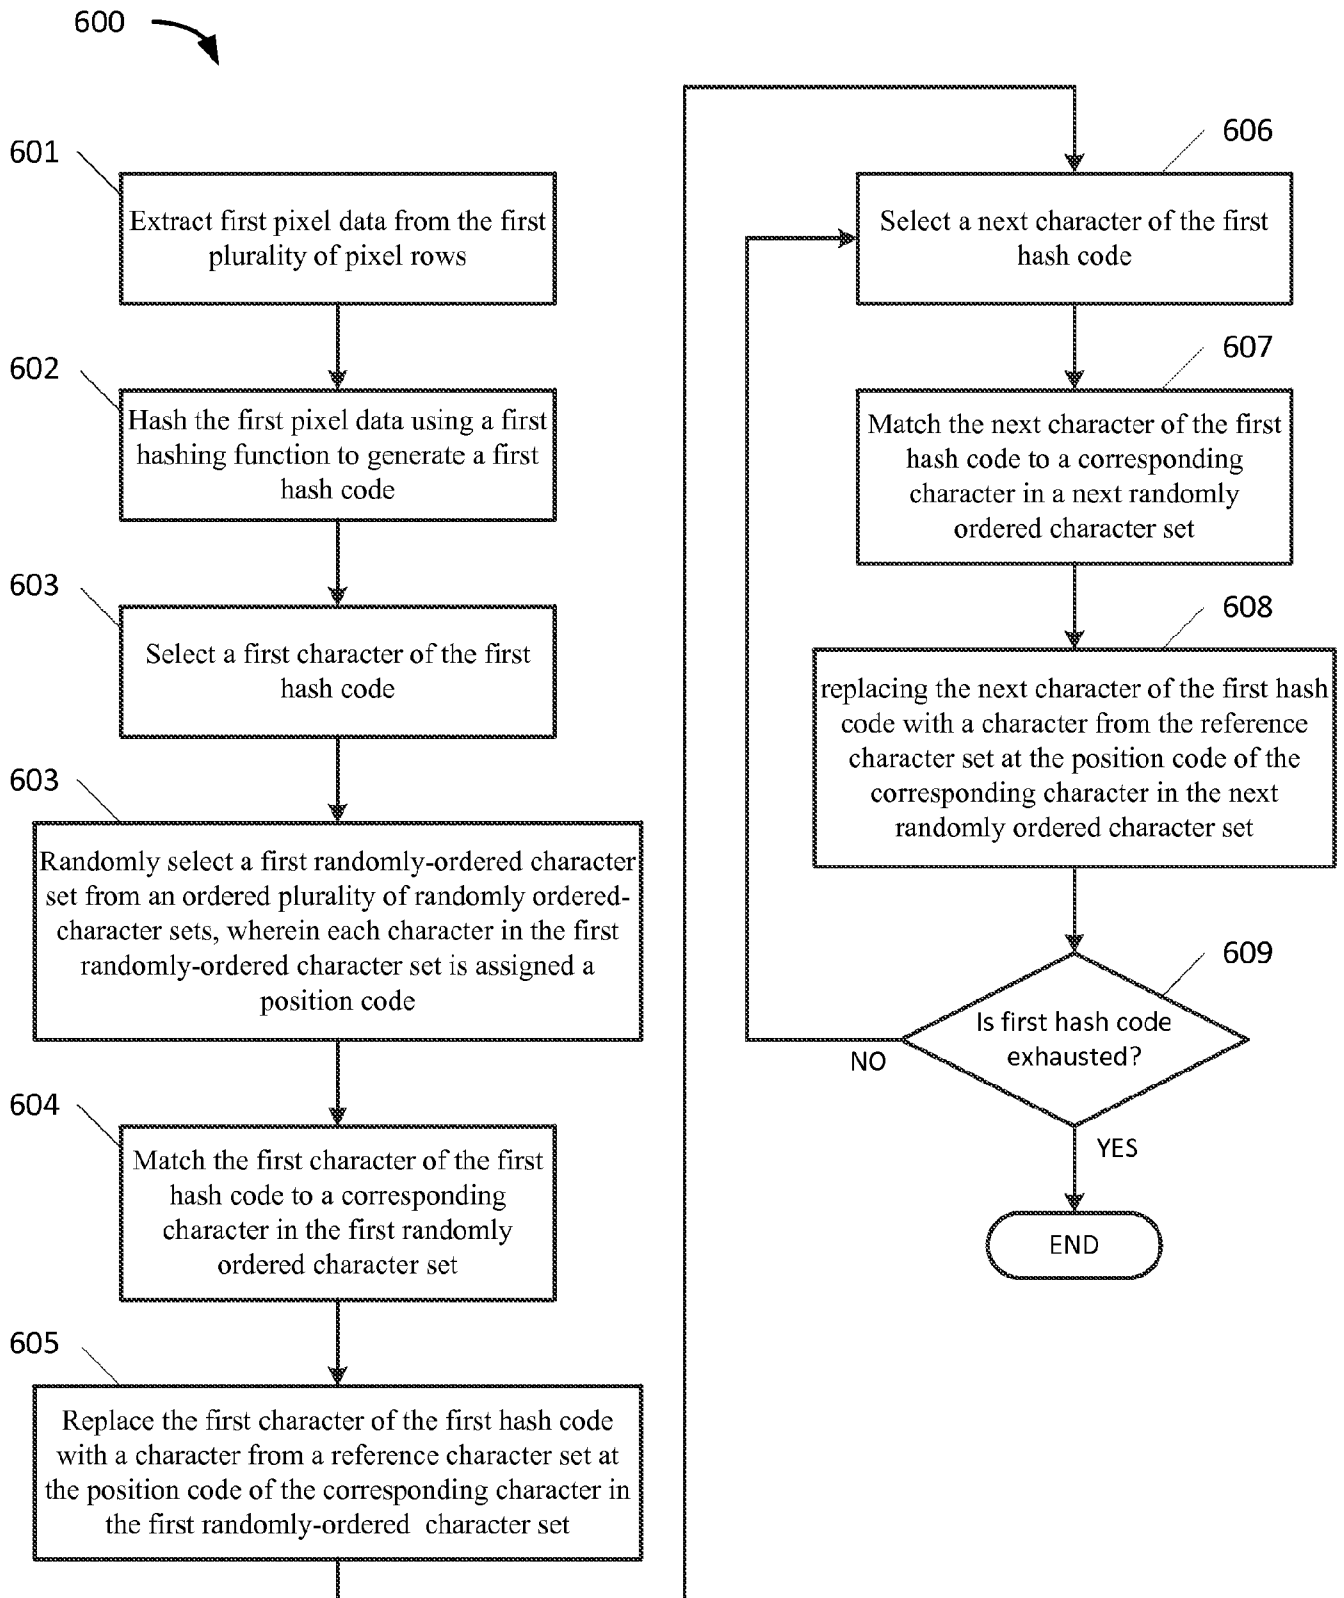 600
601
Extract first pixel data from the first
plurality of pixel rows
602
Hash the first pixel data using a first
hashing function to generate a first
hash code
603
Select a first character of the first
hash code
603
Randomly select a first randomly-ordered character
set from an ordered plurality of randomly ordered-
character sets, wherein each character in the first
randomly-ordered character set is assigned a
position code
604
Match the first character of the first
hash code to a corresponding
character in the first randomly
ordered character set
605
Replace the first character of the first hash code
with a character from a reference character set at
the position code of the corresponding character in
the first randomly-ordered character set
606
Select a next character of the first
hash code
607
Match the next character of the first
hash code to a corresponding
character in a next randomly
ordered character set
608
replacing the next character of the first hash
code with a character from the reference
character set at the position code of the
corresponding character in the next
randomly ordered character set
609
Is first hash code
exhausted?
NO
YES
END